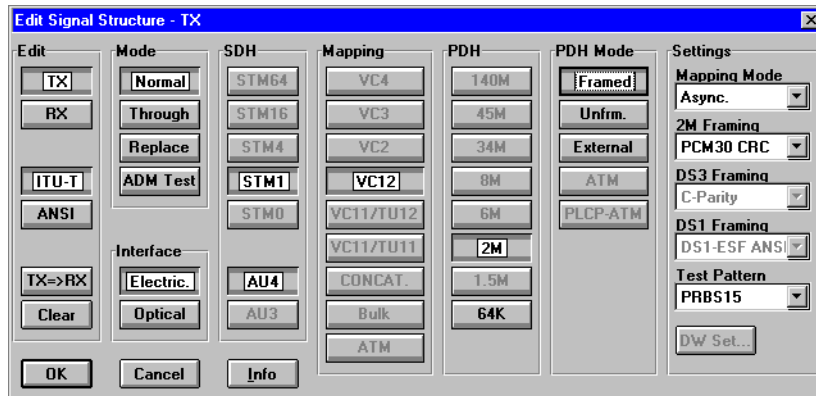 Edit Signal Structure - TX
Edit
TX
RX
ITU-T
ANSI
TX=>RX
Clear
Mode
Normal
Through
Replace
ADM Test
Interface
Electric.
Optical
SDH
STM64
STM16
STM4
STM1
STM0
AU4
AU3
Mapping
VC4
VC3
VC2
VC12
VC11/TU12
VC11/TU11
CONCAT.
Bulk
ATM
PDH
140M
45M
34M
8M
6M
2M
1.5M
64K
PDH Mode
Framed
Unfrm.
External
ATM
PLCP-ATM
Settings
Mapping Mode
Async.
2M Framing
PCM30 CRC
DS3 Framing
C-Parity
DS1 Framing
DS1-ESF ANSI
Test Pattern
PRBS15
DW Set...
OK
Cancel
Info